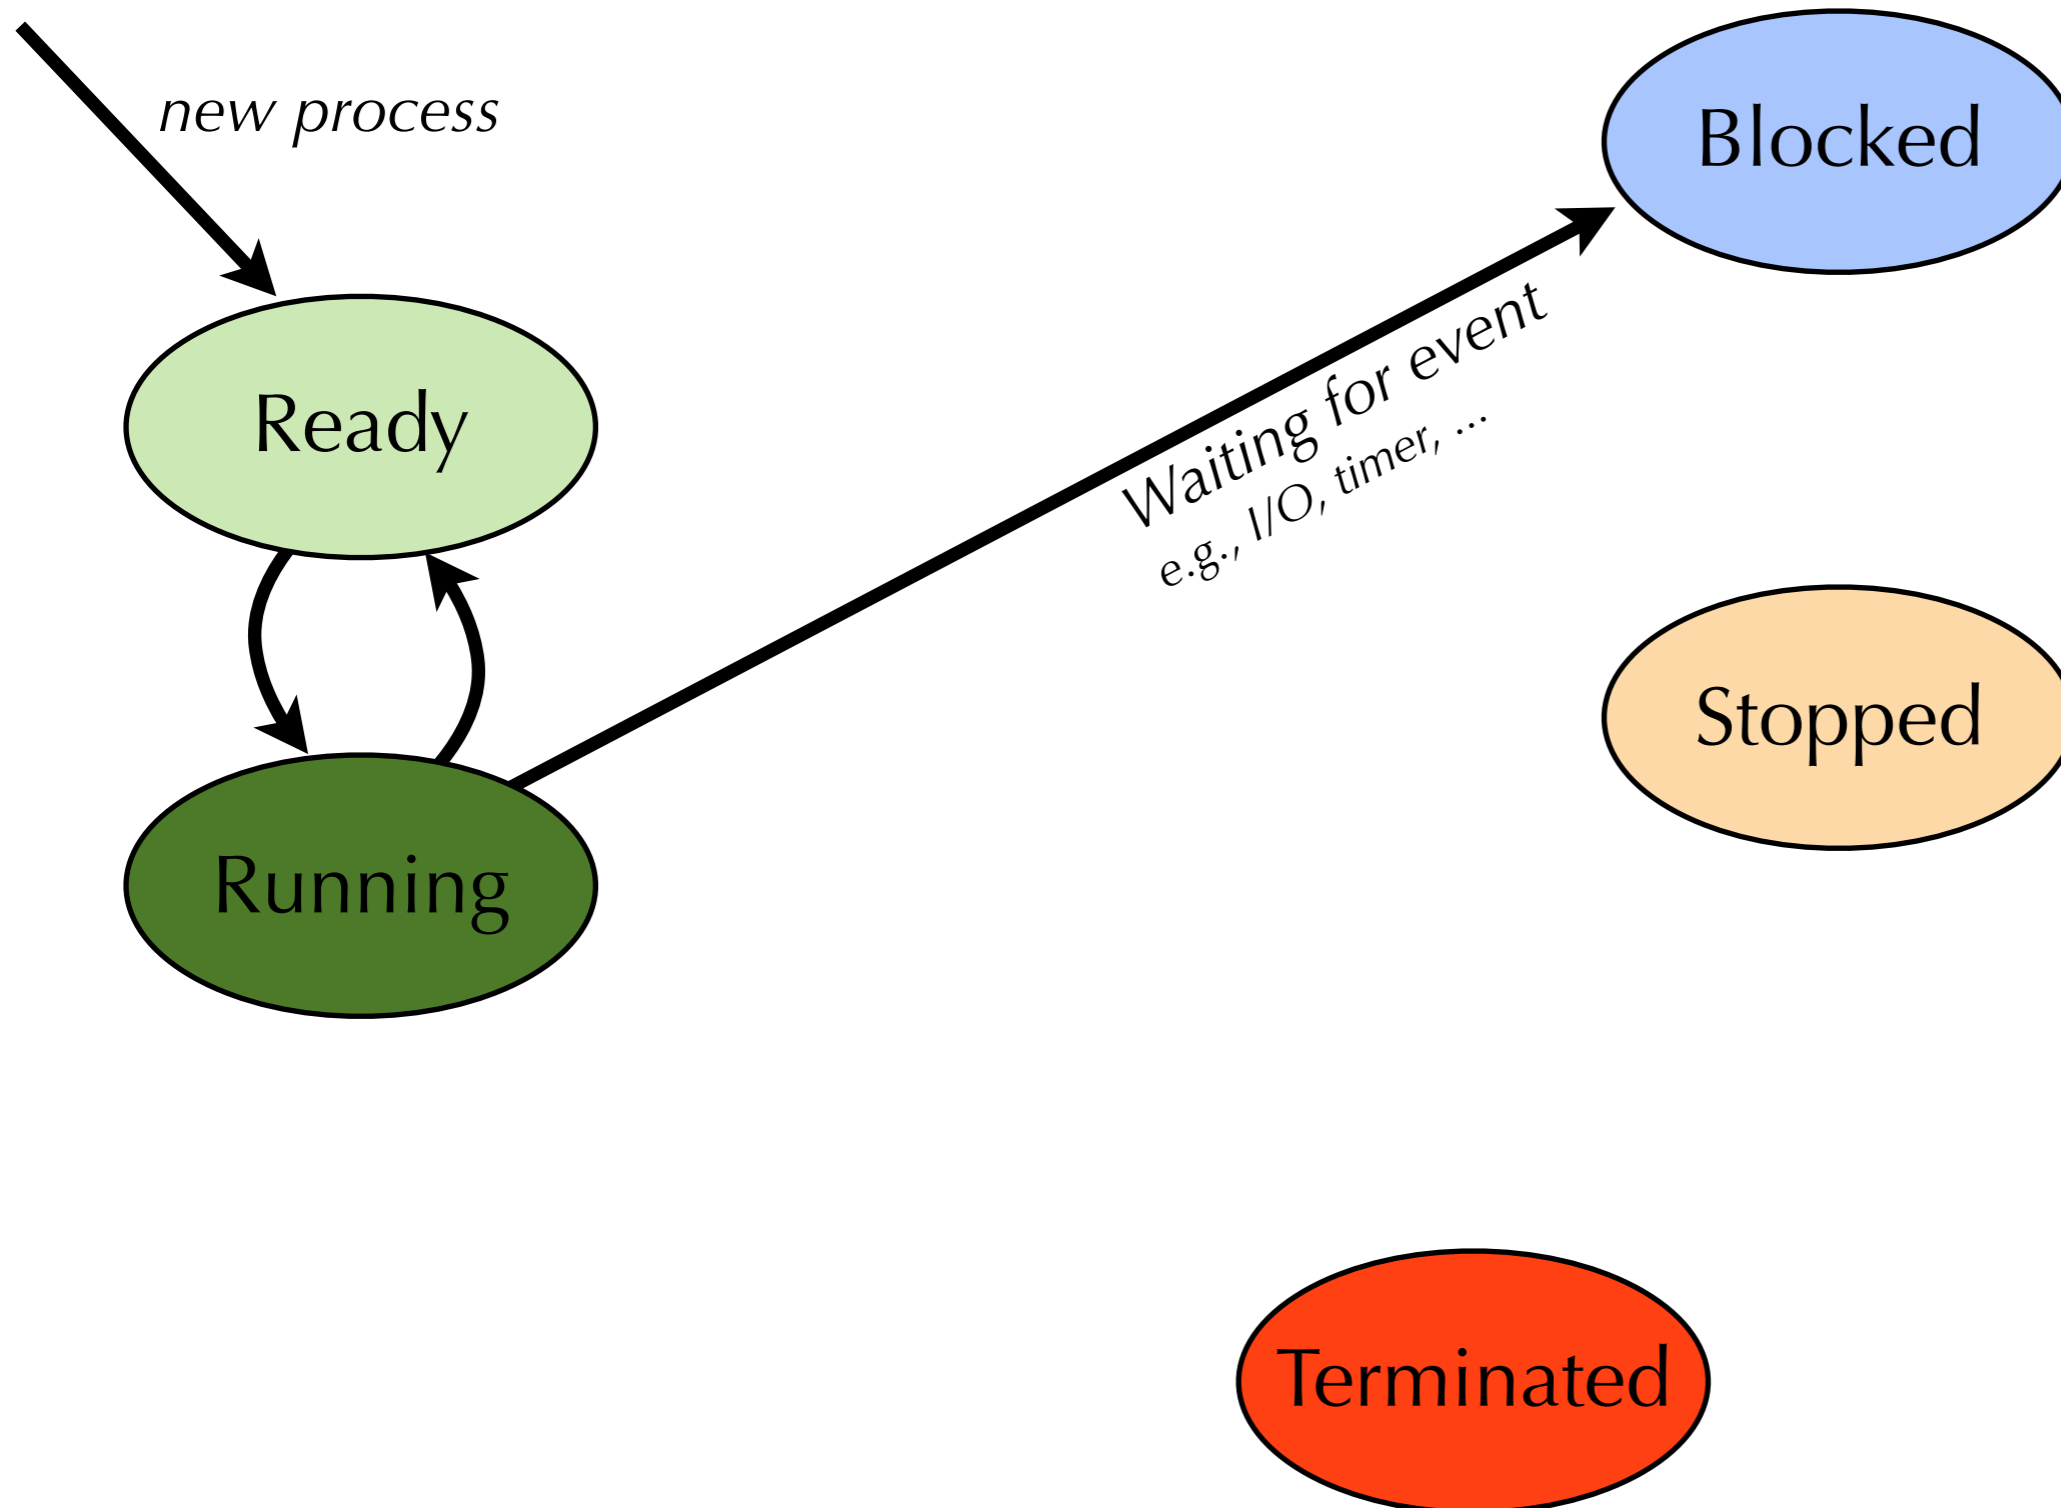 new process
Blocked
Ready
Waiting for event
e.g., I/O, timer, ...
Stopped
Running
Terminated